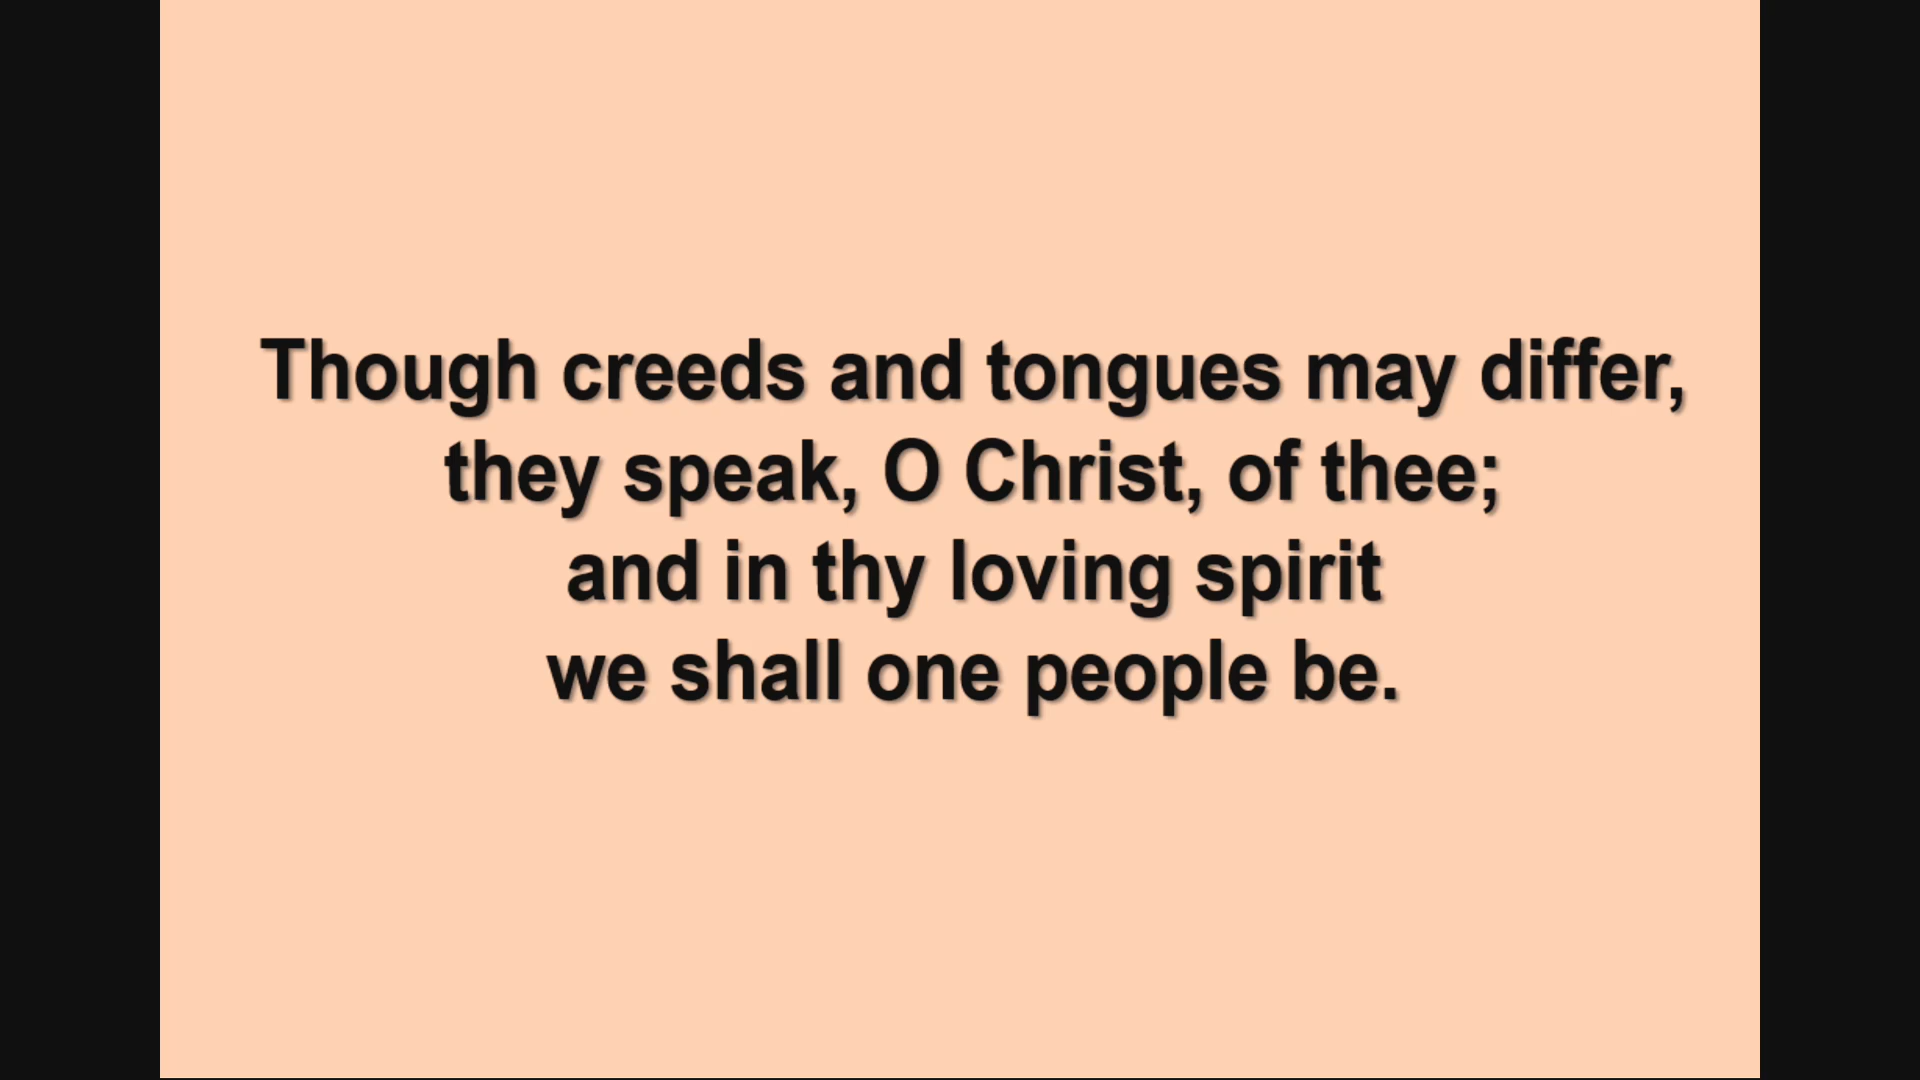 Though creeds and tongues may differ,
they speak, O Christ, of thee;
and in thy loving spirit
we shall one people be.